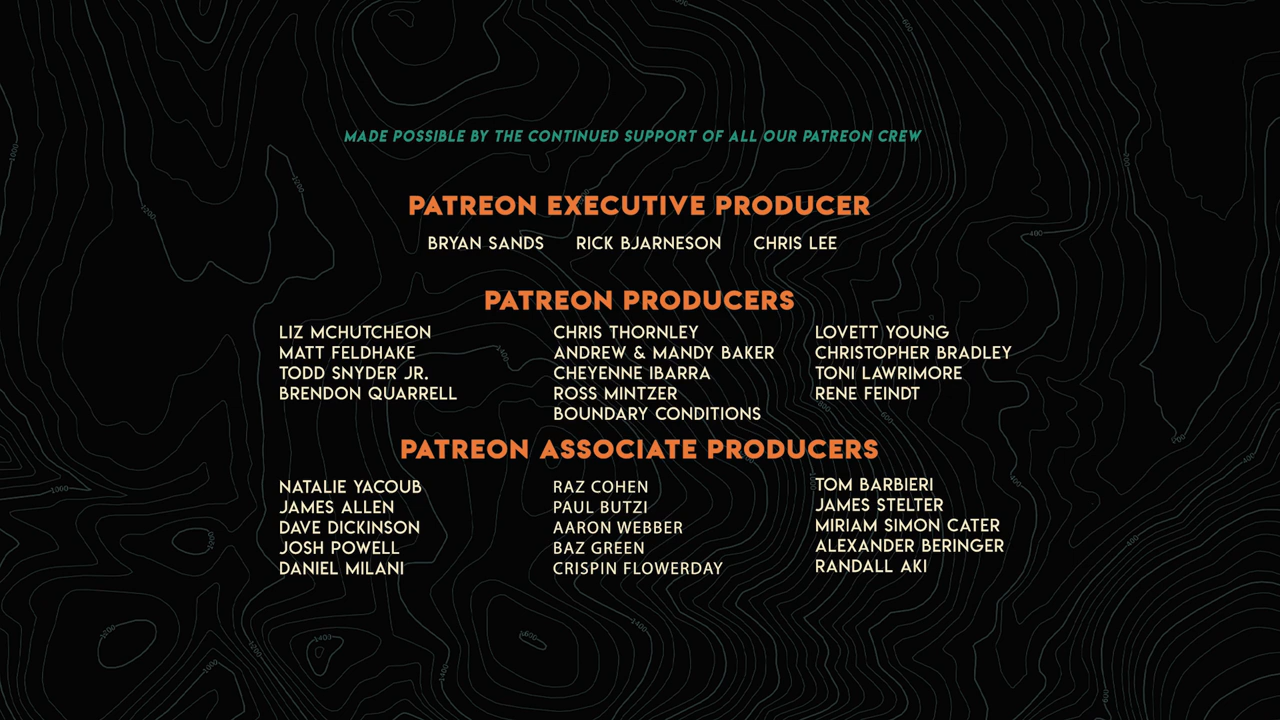 MADE POSSIBLE BY THE CONTINUED SUPPORT OF ALL OUR PATREON CREW
PATREON EXECUTIVE PRODUCER
BRYAN SANDS RICK BJARNESON CHRIS LEE
PATREON PRODUCERS
LIZ MCHUTCHEON
MATT FELDHAKE
TODD SNYDER JR.
BRENDON QUARRELL
CHRIS THORNLEY
ANDREW & MANDY BAKER
CHEYENNE IBARRA
ROSS MINTZER
BOUNDARY CONDITIONS
LOVETT YOUNG
CHRISTOPHER BRADLEY
TONI LAWRIMORE
RENE FEINDT
PATREON ASSOCIATE PRODUCERS
NATALIE YACOUB
JAMES ALLEN
DAVE DICKINSON
JOSH POWELL
DANIEL MILANI
RAZ COHEN
PAUL BUTZI
AARON WEBBER
BAZ GREEN
CRISPIN FLOWERDAY
TOM BARBIERI
JAMES STELTER
MIRIAM SIMON CATER
ALEXANDER BERINGER
RANDALL AKI